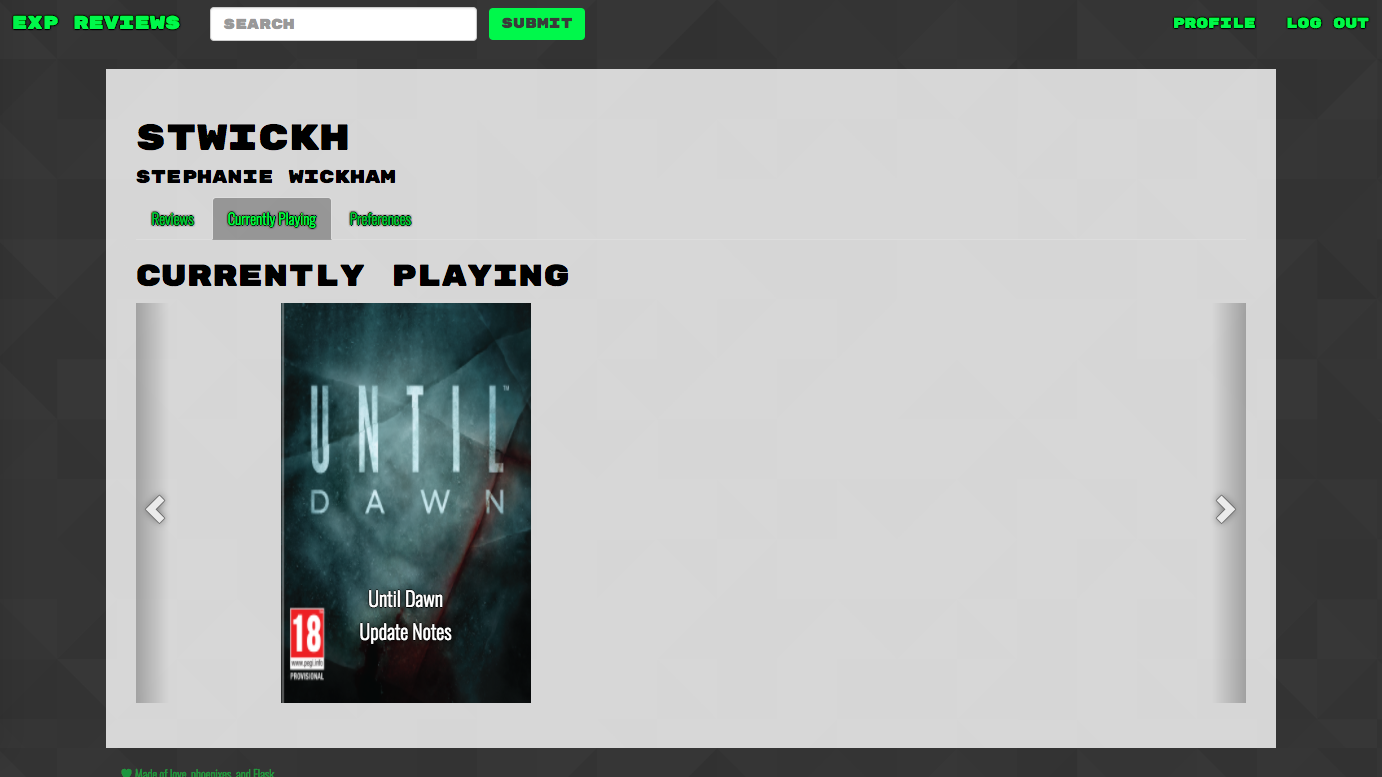 EXP REVIEWS
SEARCH
SUBMIT
PROFILE
LOG OUT
STWICKH
STEPHANIE WICKHAM
Reviews
Currently Playing
Preferences
CURRENTLY PLAYING
UNTIL™
DAWN
Until Dawn
Update Notes
18
www.pegi.info
PROVISIONAL
Made of love, phoenixes, and Flask